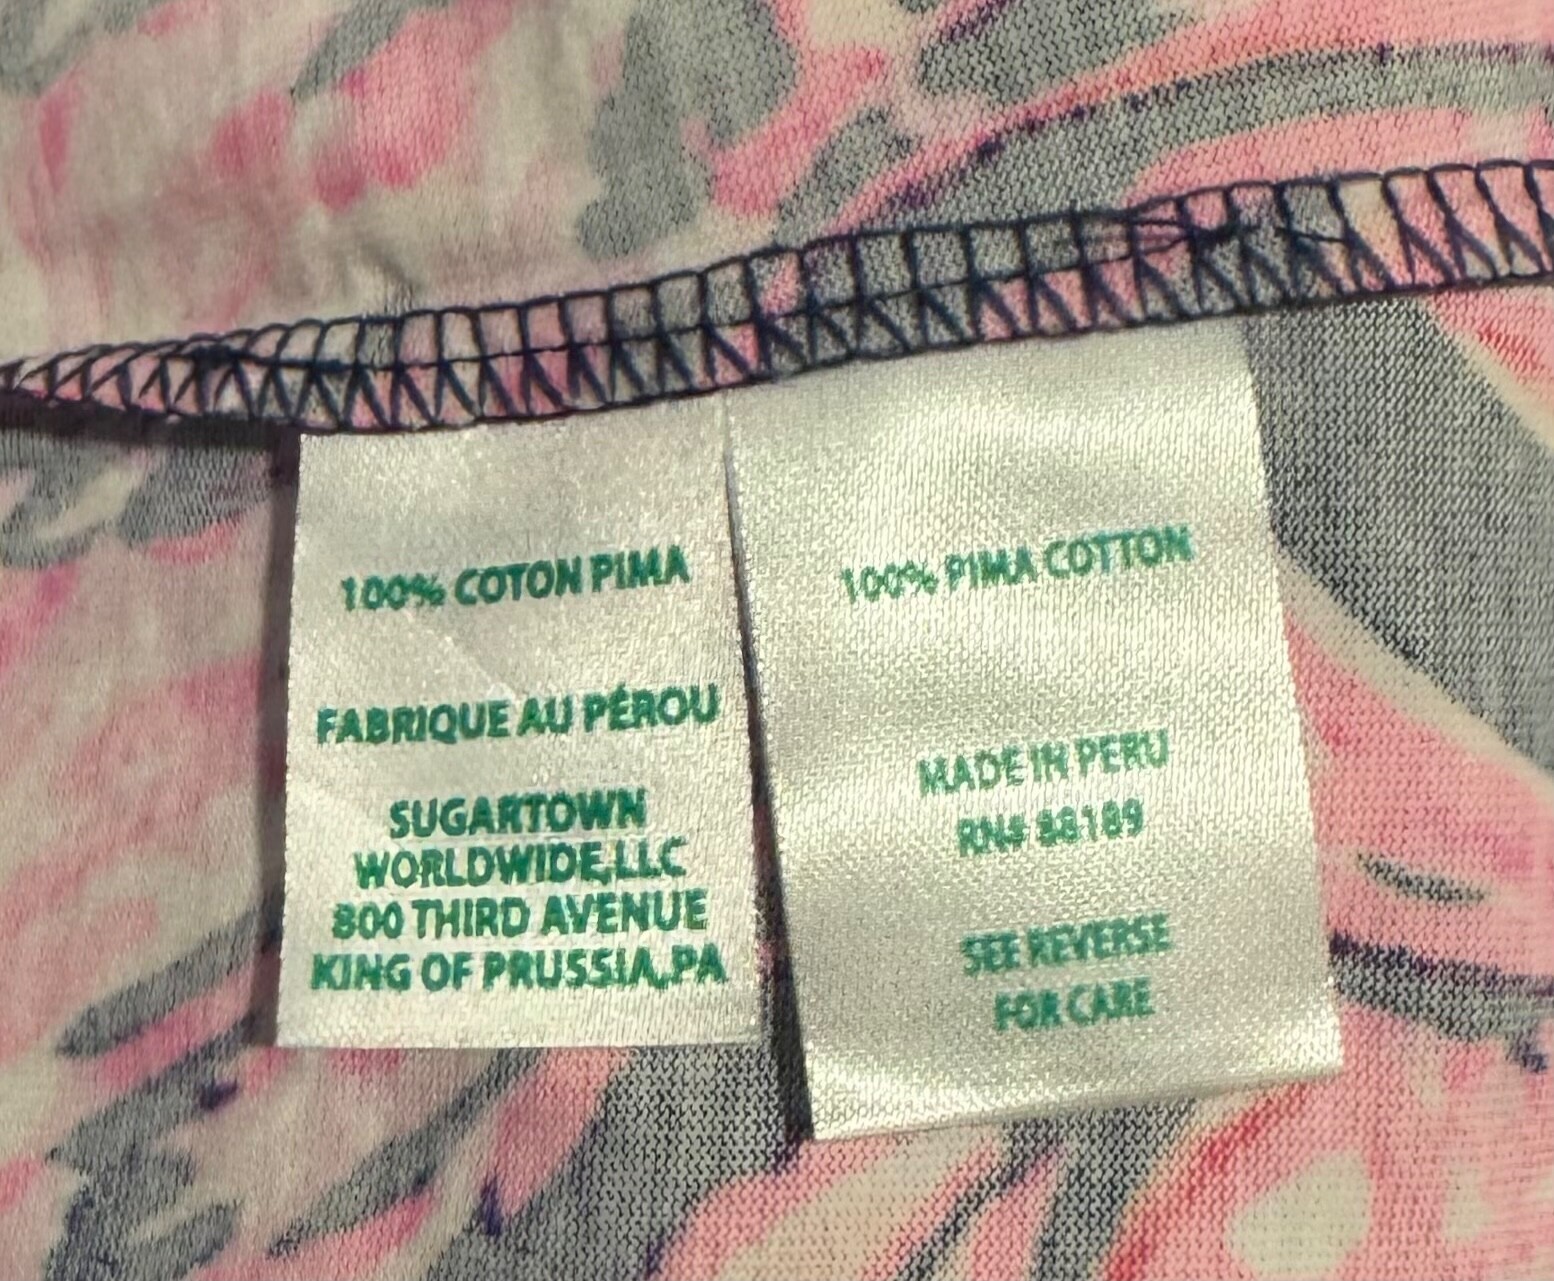 100% COTON PIMA
FABRIQUE AU PÉROU
SUGARTOWN
WORLDWIDE,LLC
800 THIRD AVENUE
KING OF PRUSSIA,PA
100% PIMA COTTON
MADE IN PERU
RN# 88189
SEE REVERSE
FOR CARE